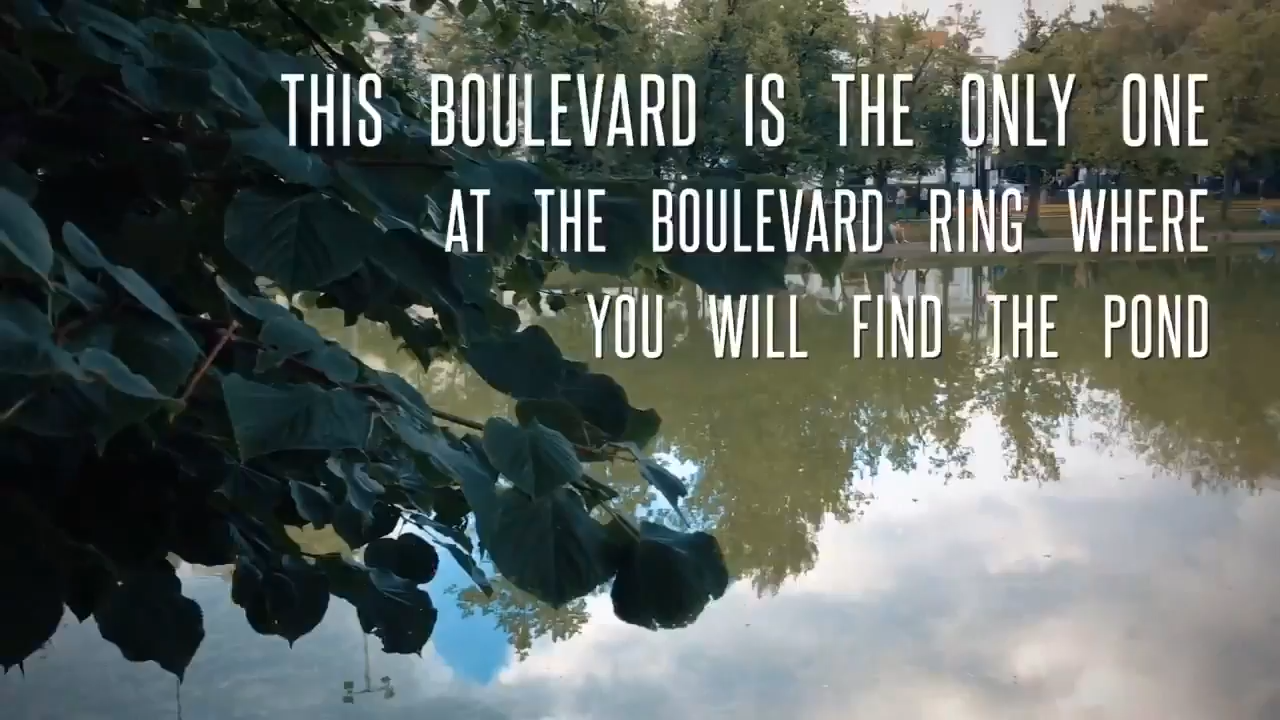 THIS BOULEVARD IS THE ONLY ONE
AT THE BOULEVARD RING WHERE
YOU WILL FIND THE POND